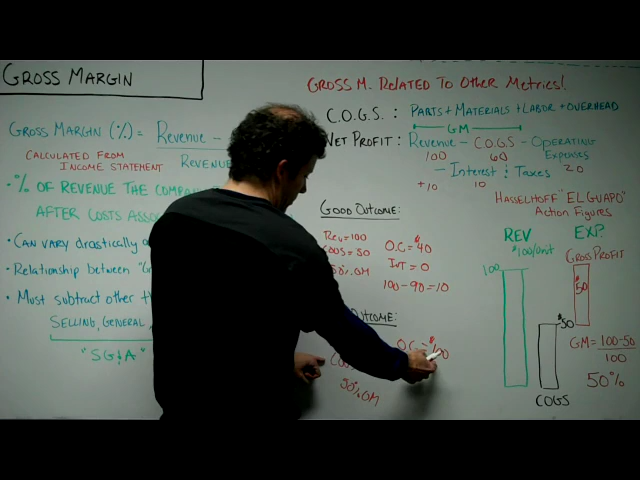 GROSS MARGIN
GROSS MARGIN (%) = Revenue -
REVENUE
CALCULATED FROM
INCOME STATEMENT
• % OF REVENUE THE
AFTER COSTS
• CAN VARY drastically
• Relationship between
• Must subtract other
SELLING, GENERAL,
"SG&A"
GROSS M. RELATED TO OTHER METRICS!
C.O.G.S. : PARTS + MATERIALS + LABOR + OVERHEAD
GM
NET PROFIT: Revenue - C.O.G.S - OPERATING
EXPENSES
100 60 20
- Interest & Taxes
+10 10
GOOD OUTCOME:
REV = 100
COGS = 50
50% GM
O.C = $40
INT = 0
100 - 90 = 10
OUTCOME:
O.C. =
50% GM
HASSELHOFF "EL GUAPO"
Action Figures
REV
$100/unit
EXP
GROSS PROFIT
100
$50
$50
COGS
GM = 100-50
100
50%